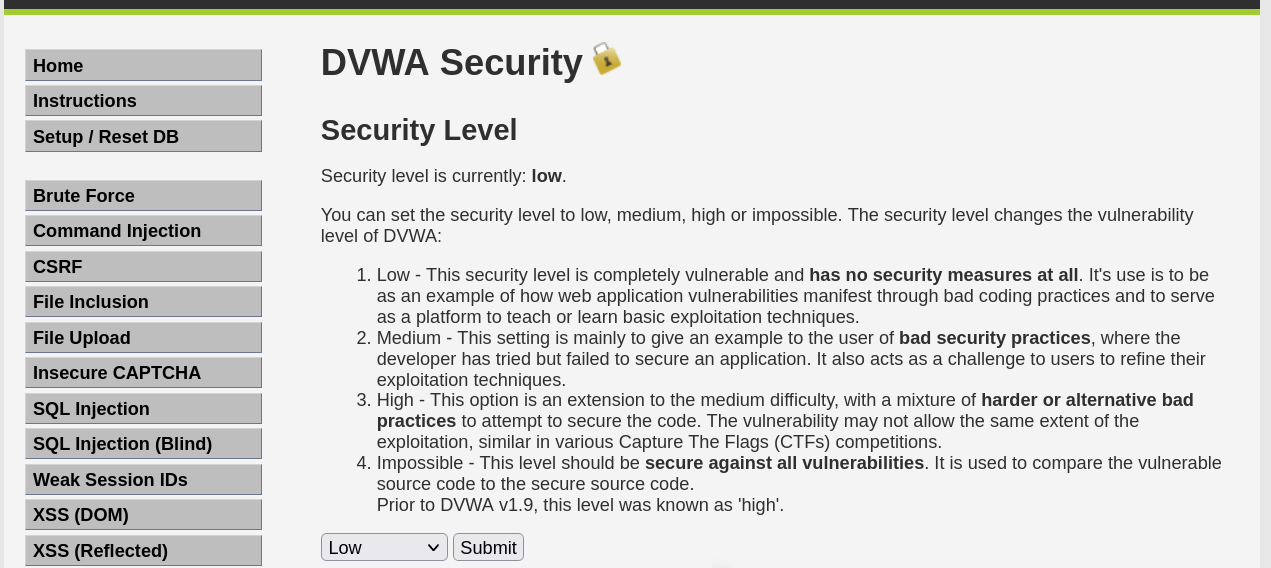 Home
Instructions
Setup / Reset DB
Brute Force
Command Injection
CSRF
File Inclusion
File Upload
Insecure CAPTCHA
SQL Injection
SQL Injection (Blind)
Weak Session IDs
XSS (DOM)
XSS (Reflected)
DVWA Security
Security Level
Security level is currently: low.
You can set the security level to low, medium, high or impossible. The security level changes the vulnerability
level of DVWA:
1. Low - This security level is completely vulnerable and has no security measures at all. It's use is to be
as an example of how web application vulnerabilities manifest through bad coding practices and to serve
as a platform to teach or learn basic exploitation techniques.
2. Medium - This setting is mainly to give an example to the user of bad security practices, where the
developer has tried but failed to secure an application. It also acts as a challenge to users to refine their
exploitation techniques.
3. High - This option is an extension to the medium difficulty, with a mixture of harder or alternative bad
practices to attempt to secure the code. The vulnerability may not allow the same extent of the
exploitation, similar in various Capture The Flags (CTFs) competitions.
4. Impossible - This level should be secure against all vulnerabilities. It is used to compare the vulnerable
source code to the secure source code.
Prior to DVWA v1.9, this level was known as 'high'.
Low
Submit